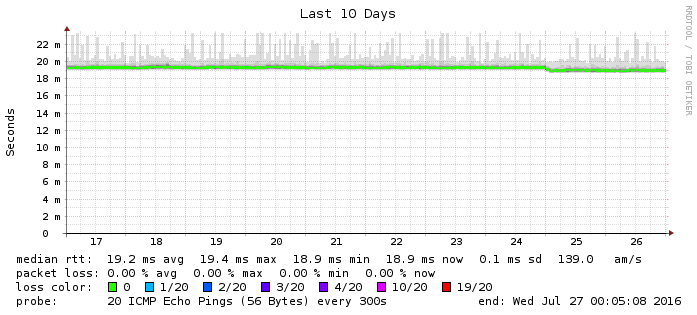 Last 10 Days
RRDTOOL / TOBI OETIKER
Seconds
22 m
20 m
18 m
16 m
14 m
12 m
10 m
8 m
6 m
4 m
2 m
0
17 18 19 20 21 22 23 24 25 26
median rtt: 19.2 ms avg 19.4 ms max 18.9 ms min 18.9 ms now 0.1 ms sd 139.0 am/s
packet loss: 0.00 % avg 0.00 % max 0.00 % min 0.00 % now
loss color: 0 1/20 2/20 3/20 4/20 10/20 19/20
probe: 20 ICMP Echo Pings (56 Bytes) every 300s end: Wed Jul 27 00:05:08 2016